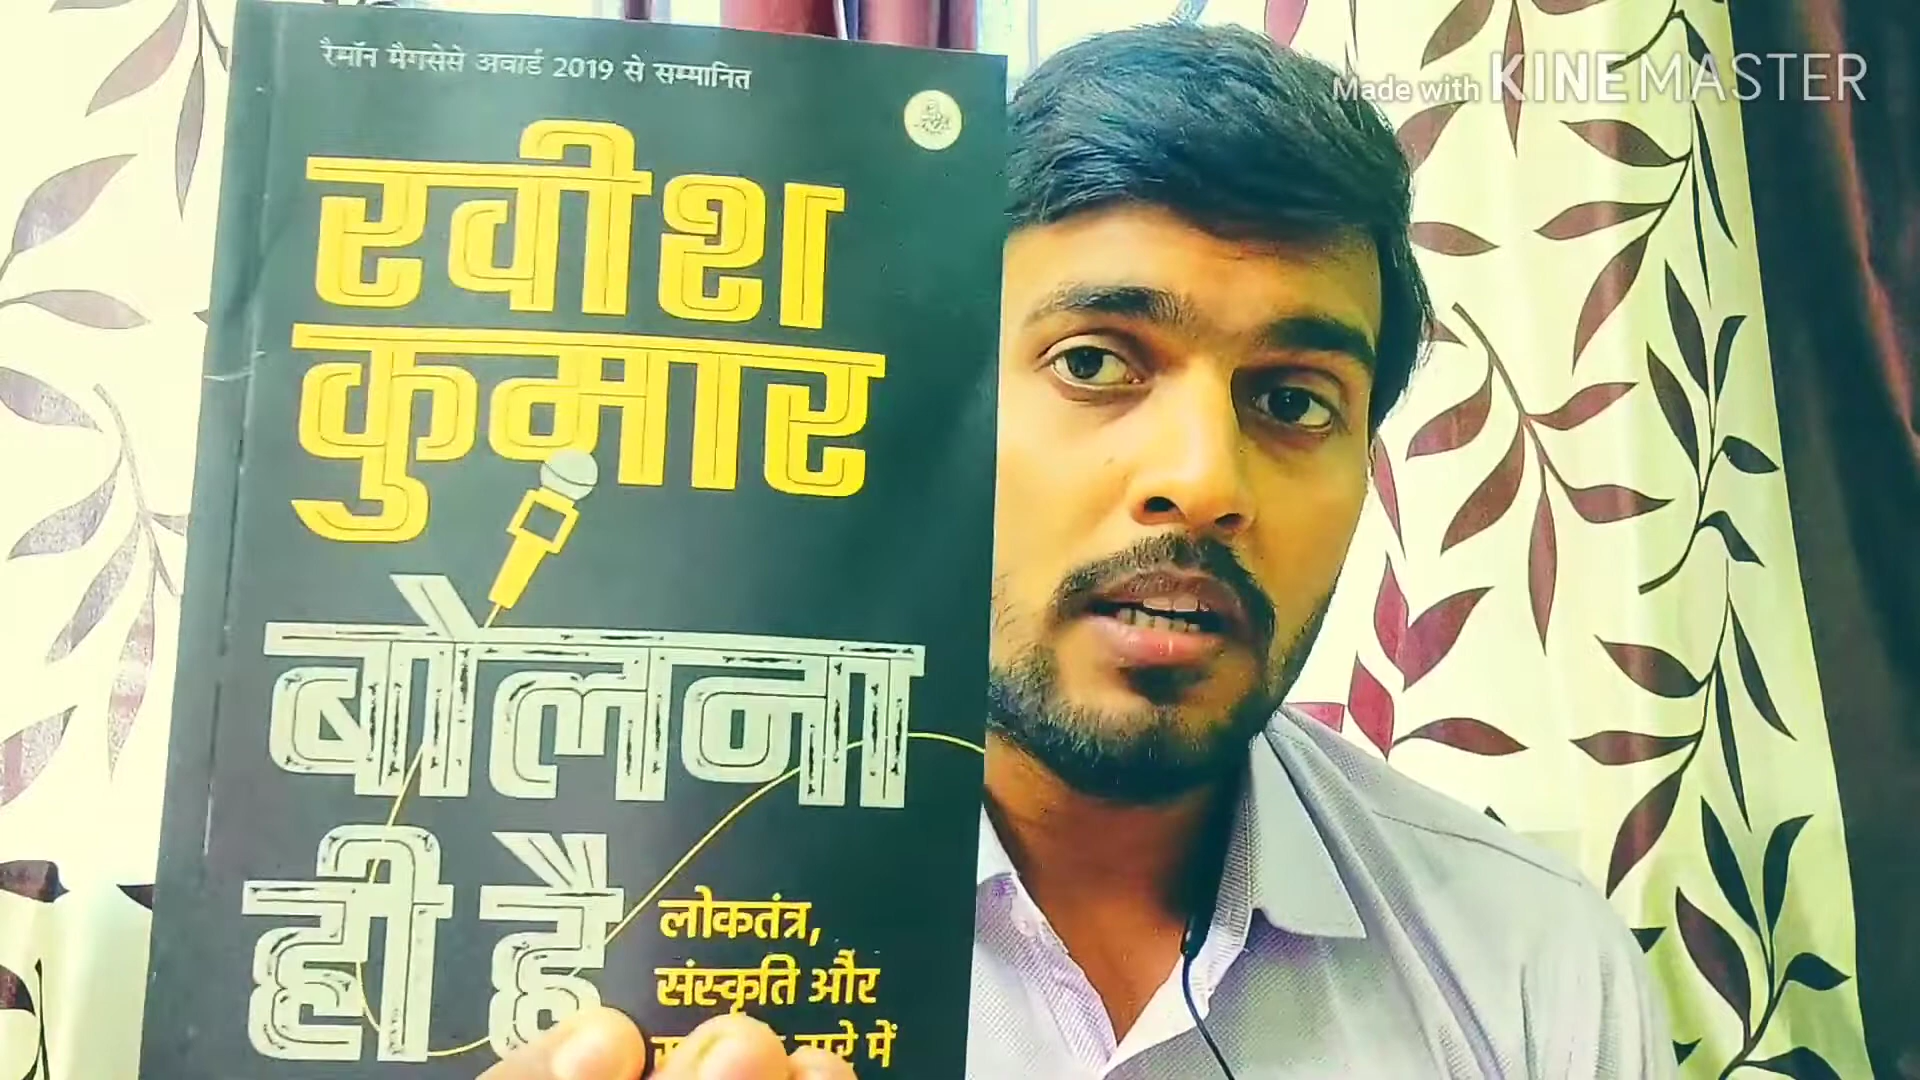 रैमॉन मैगसेसे अवार्ड 2019 से सम्मानित
Made with KINEMASTER
रवीश
कुमार
बोलना
ही है
लोकतंत्र,
संस्कृति और
बारे में